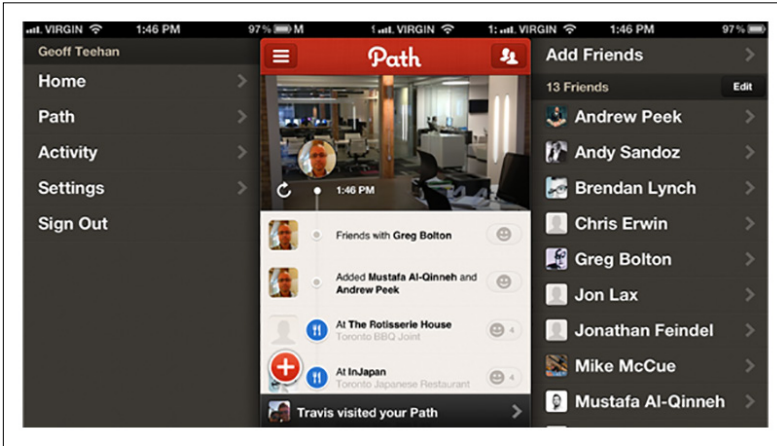 VIRGIN 1:46 PM 97% M
VIRGIN
1: VIRGIN 1:46 PM 97%
Geoff Teehan
Home
Path
Activity
Settings
Sign Out
Path
1:46 PM
Friends with Greg Bolton
Added Mustafa Al-Qinneh and
Andrew Peek
At The Rotisserie House
Toronto BBQ Joint
4
At InJapan
Toronto Japanese Restaurant
4
Travis visited your Path
Add Friends
13 Friends Edit
Andrew Peek
Andy Sandoz
Brendan Lynch
Chris Erwin
Greg Bolton
Jon Lax
Jonathan Feindel
Mike McCue
Mustafa Al-Qinneh